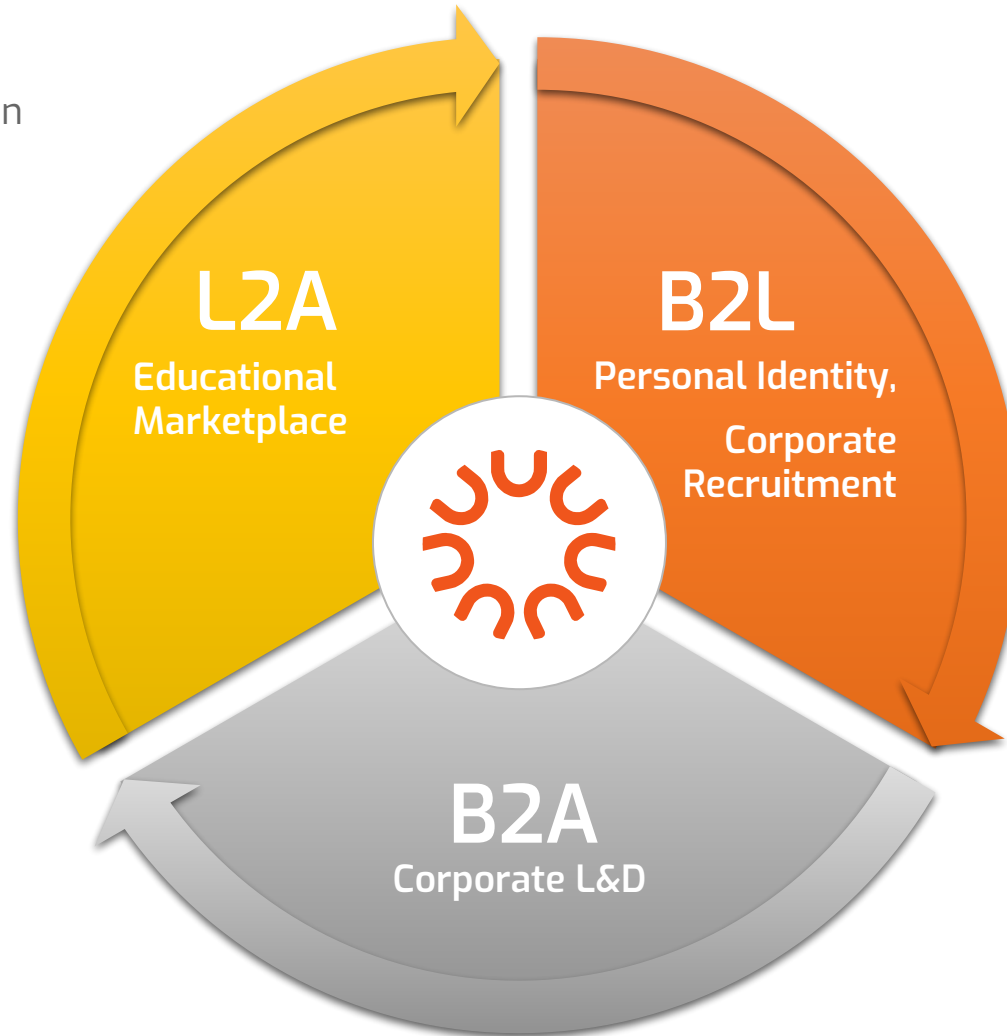 n
L2A
Educational
Marketplace
B2L
Personal Identity,
Corporate
Recruitment
B2A
Corporate L&D